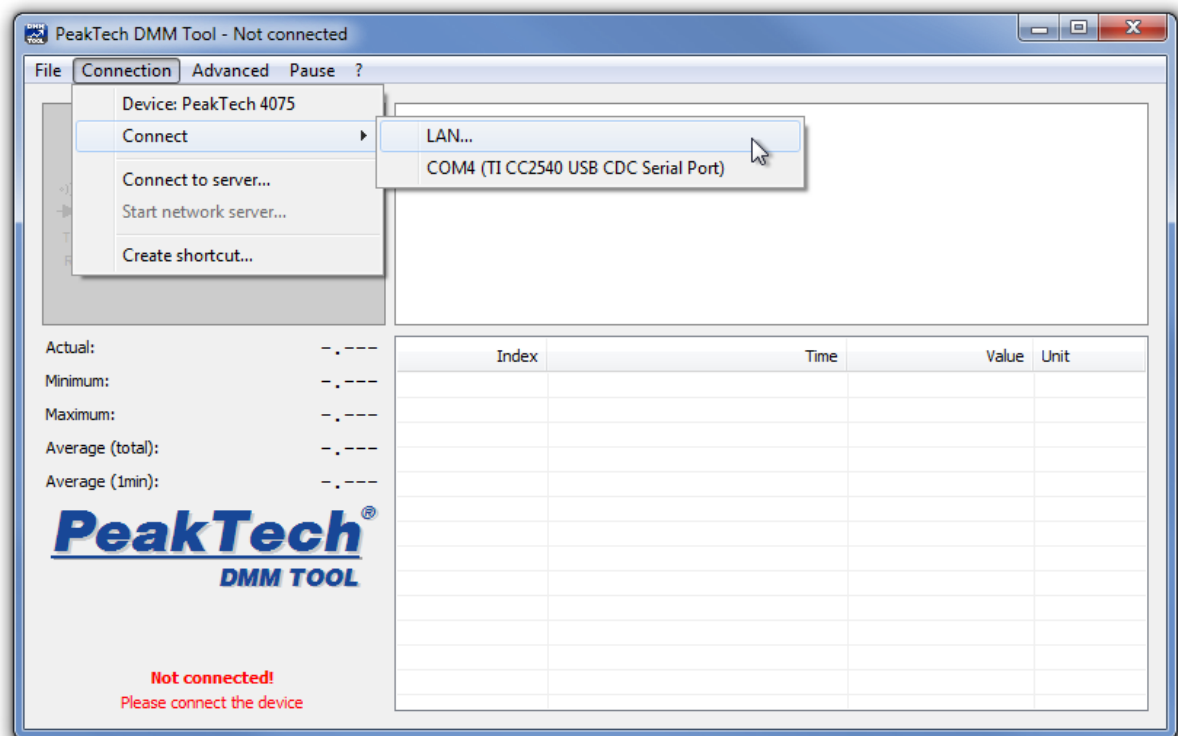 DMM
TOOL
PeakTech DMM Tool - Not connected
File Connection Advanced Pause ?
Device: PeakTech 4075
Connect
LAN...
COM4 (TI CC2540 USB CDC Serial Port)
Connect to server...
Start network server...
Create shortcut...
Actual: -.---
Minimum: -.---
Maximum: -.---
Average (total): -.---
Average (1min): -.---
Index Time Value Unit
PeakTech®
DMM TOOL
Not connected!
Please connect the device